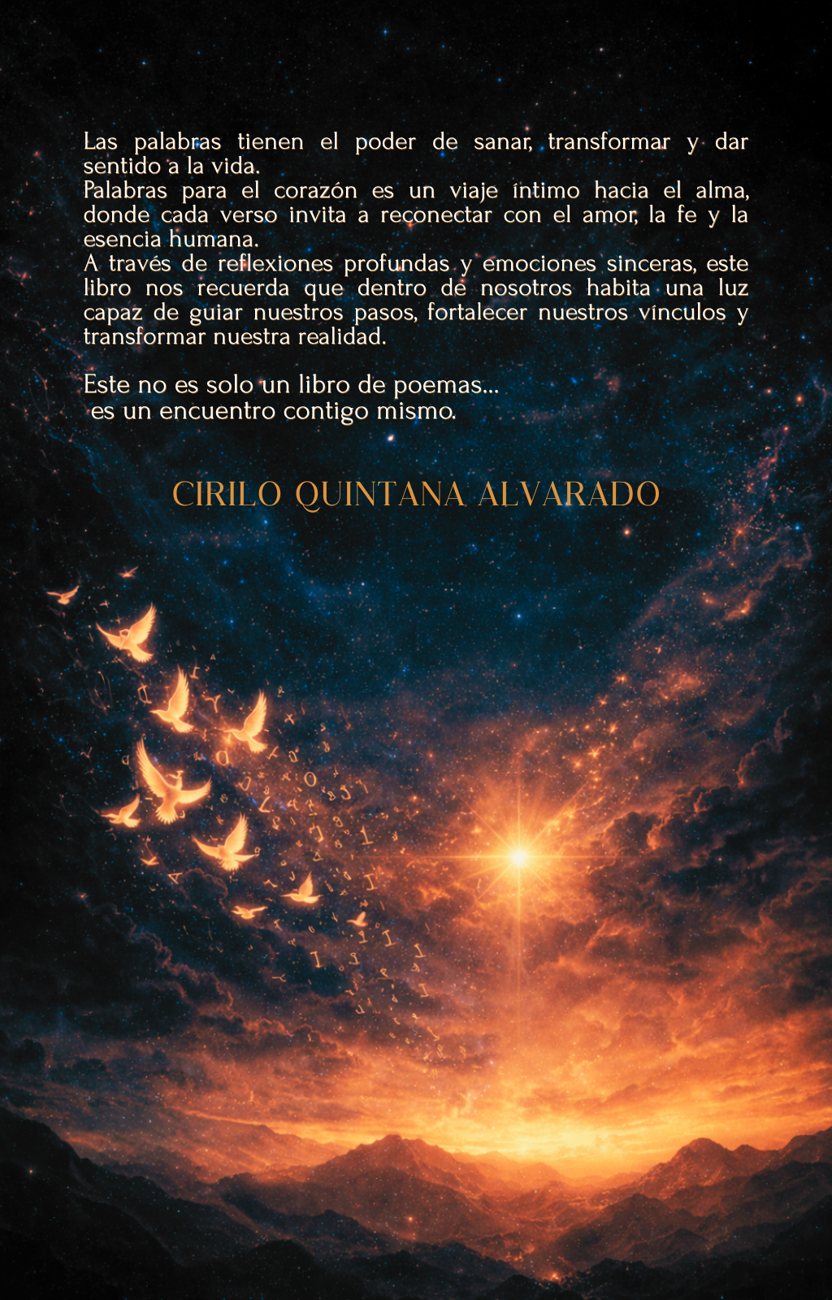 Las palabras tienen el poder de sanar, transformar y dar
sentido a la vida.
Palabras para el corazón es un viaje íntimo hacia el alma,
donde cada verso invita a reconectar con el amor, la fe y la
esencia humana.
A través de reflexiones profundas y emociones sinceras, este
libro nos recuerda que dentro de nosotros habita una luz
capaz de guiar nuestros pasos, fortalecer nuestros vínculos y
transformar nuestra realidad.
Este no es solo un libro de poemas...
es un encuentro contigo mismo.
CIRILO QUINTANA ALVARADO